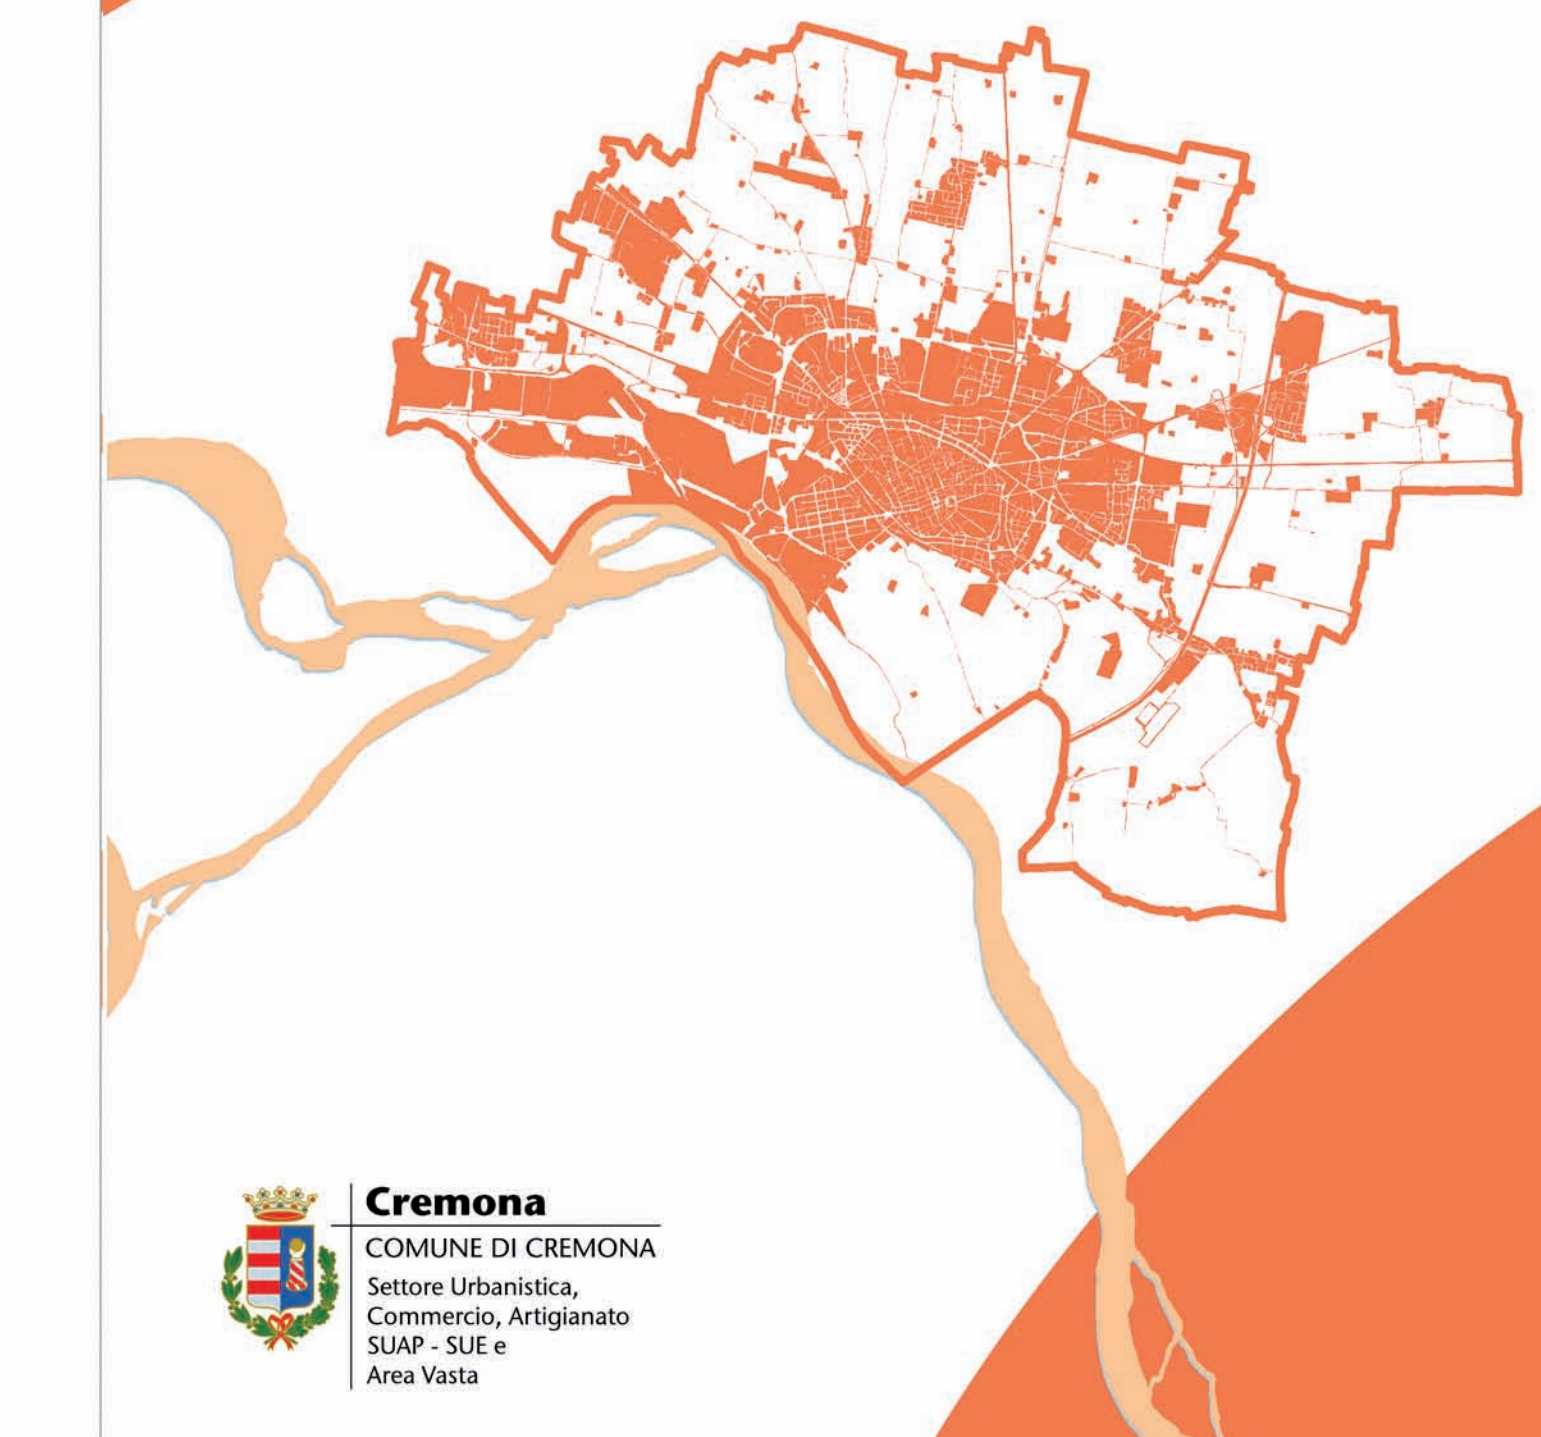 Cremona
COMUNE DI CREMONA
Settore Urbanistica,
Commercio, Artigianato
SUAP - SUE e
Area Vasta